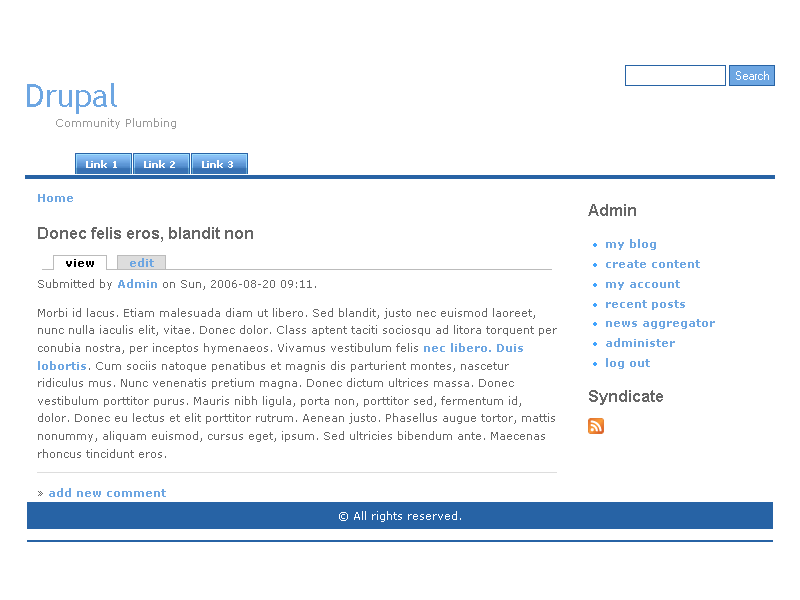 Search
Drupal
Community Plumbing
Link 1 Link 2 Link 3
Home
Donec felis eros, blandit non
view edit
Submitted by Admin on Sun, 2006-08-20 09:11.
Morbi id lacus. Etiam malesuada diam ut libero. Sed blandit, justo nec euismod laoreet,
nunc nulla iaculis elit, vitae. Donec dolor. Class aptent taciti sociosqu ad litora torquent per
conubia nostra, per inceptos hymenaeos. Vivamus vestibulum felis nec libero. Duis
lobortis. Cum sociis natoque penatibus et magnis dis parturient montes, nascetur
ridiculus mus. Nunc venenatis pretium magna. Donec dictum ultrices massa. Donec
vestibulum porttitor purus. Mauris nibh ligula, porta non, porttitor sed, fermentum id,
dolor. Donec eu lectus et elit porttitor rutrum. Aenean justo. Phasellus augue tortor, mattis
nonummy, aliquam euismod, cursus eget, ipsum. Sed ultricies bibendum ante. Maecenas
rhoncus tincidunt eros.
» add new comment
Admin
my blog
create content
my account
recent posts
news aggregator
administer
log out
Syndicate
© All rights reserved.